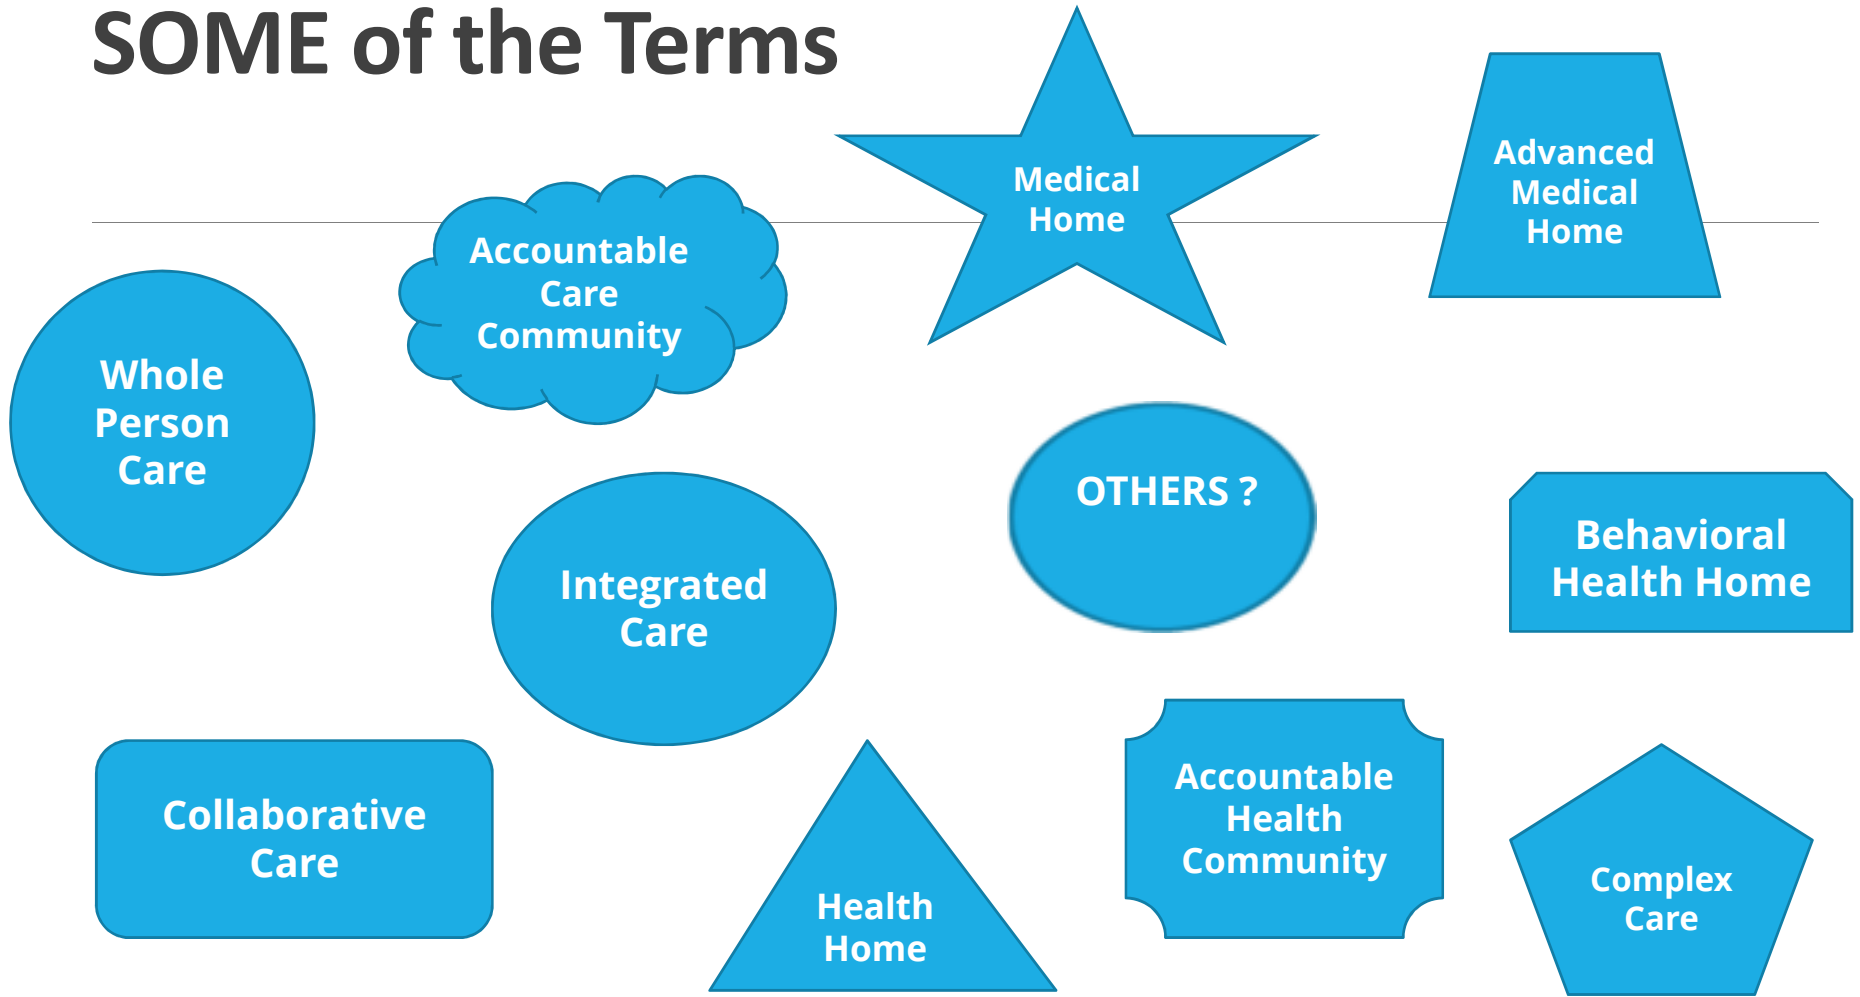 SOME of the Terms
Medical
Home
Advanced
Medical
Home
Accountable
Care
Community
Whole
Person
Care
OTHERS ?
Integrated
Care
Behavioral
Health Home
Collaborative
Care
Health
Home
Accountable
Health
Community
Complex
Care